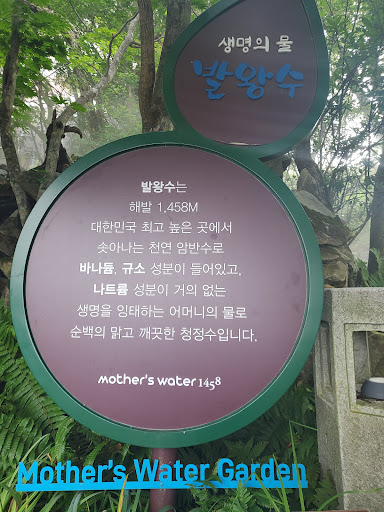 생명의 물
발왕수
발왕수는
해발 1,458M
대한민국 최고 높은 곳에서
솟아나는 천연 암반수로
바나듐, 규소 성분이 들어있고,
나트륨 성분이 거의 없는
생명을 잉태하는 어머니의 물로
순백의 맑고 깨끗한 청정수입니다.
mother's water 1458
Mother's Water Garden